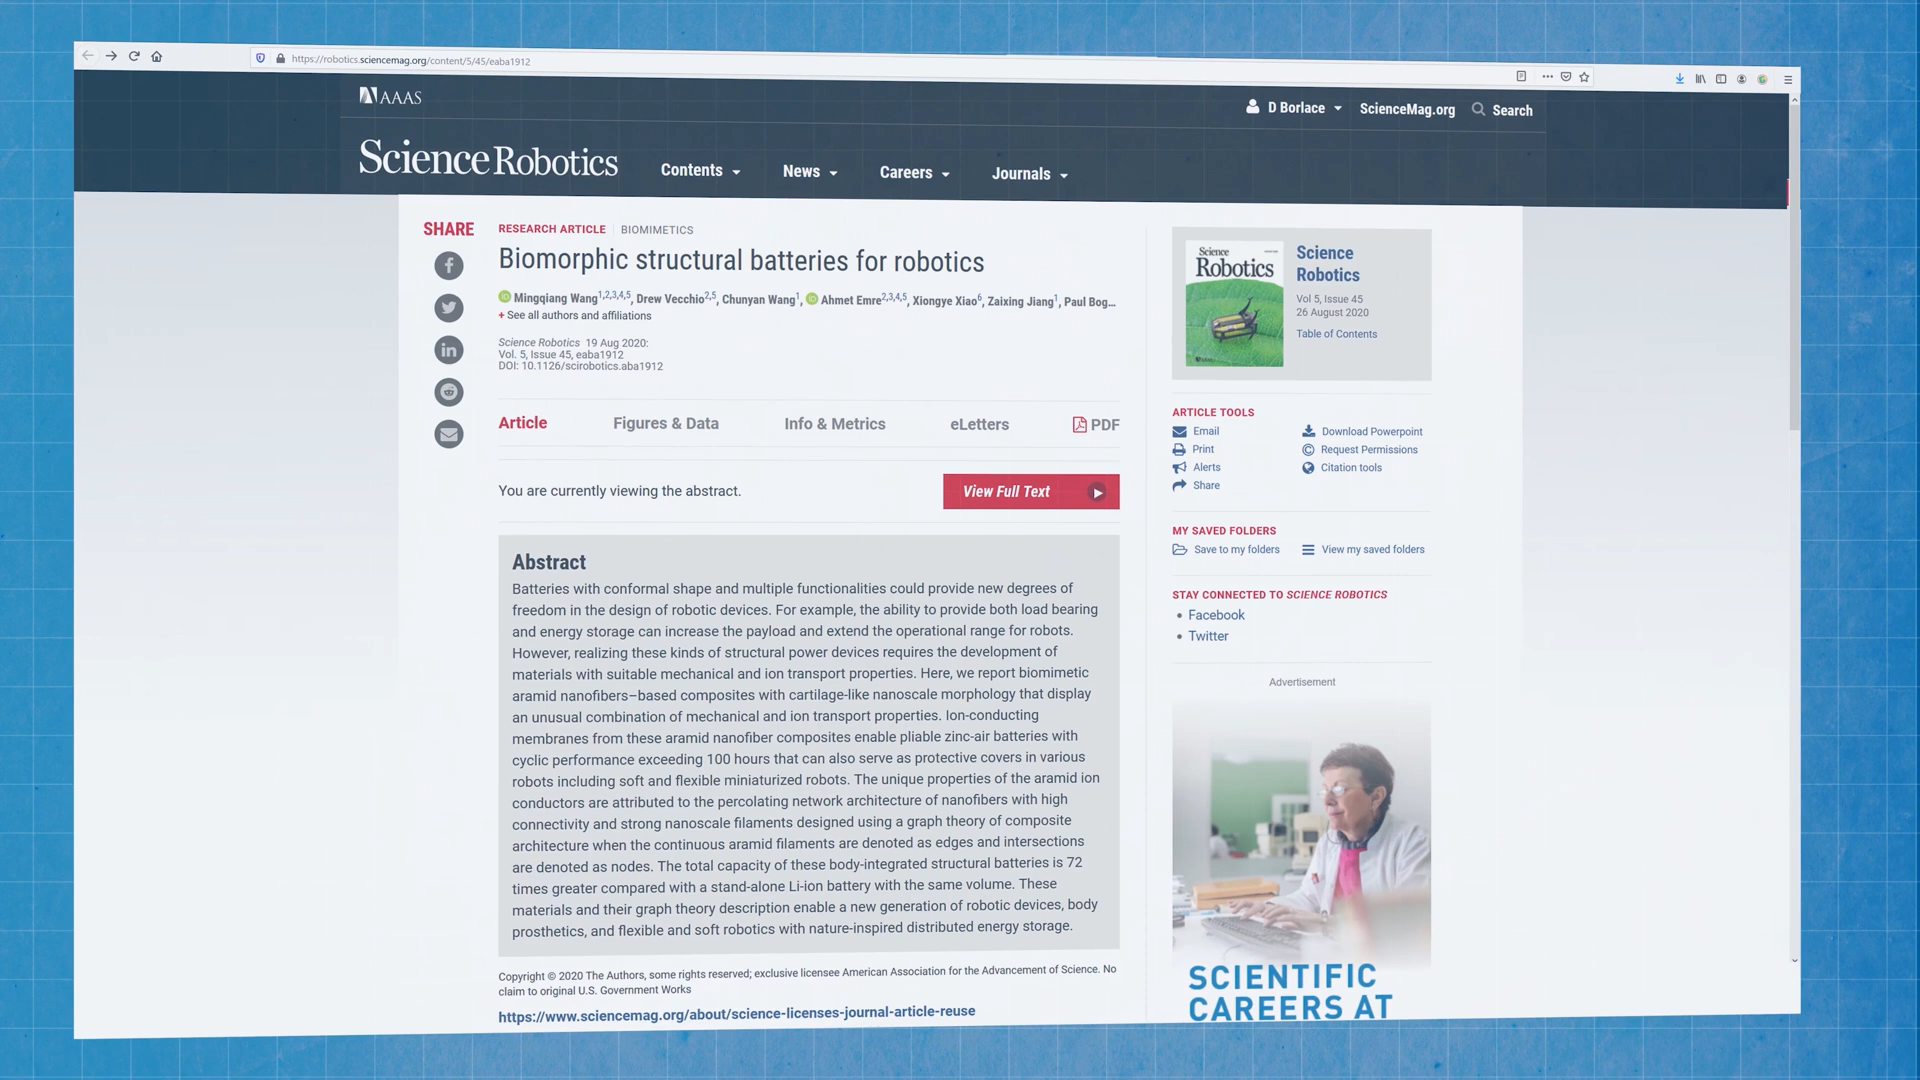 https://robotics.sciencemag.org/content/5/45/eaba1912
AAAS
D Borlace
ScienceMag.org
Search
Science Robotics
Contents
News
Careers
Journals
SHARE
RESEARCH ARTICLE
BIOMIMETICS
Biomorphic structural batteries for robotics
Mingqiang Wang1,2,3,4,5, Drew Vecchio2,5, Chunyan Wang1, Ahmet Emre2,3,4,5, Xiongye Xiao6, Zaixing Jiang1, Paul Bog...
+ See all authors and affiliations
Science Robotics 19 Aug 2020:
Vol. 5, Issue 45, eaba1912
DOI: 10.1126/scirobotics.aba1912
Article
Figures & Data
Info & Metrics
eLetters
PDF
You are currently viewing the abstract.
View Full Text
Abstract
Batteries with conformal shape and multiple functionalities could provide new degrees of
freedom in the design of robotic devices. For example, the ability to provide both load bearing
and energy storage can increase the payload and extend the operational range for robots.
However, realizing these kinds of structural power devices requires the development of
materials with suitable mechanical and ion transport properties. Here, we report biomimetic
aramid nanofibers–based composites with cartilage-like nanoscale morphology that display
an unusual combination of mechanical and ion transport properties. Ion-conducting
membranes from these aramid nanofiber composites enable pliable zinc-air batteries with
cyclic performance exceeding 100 hours that can also serve as protective covers in various
robots including soft and flexible miniaturized robots. The unique properties of the aramid ion
conductors are attributed to the percolating network architecture of nanofibers with high
connectivity and strong nanoscale filaments designed using a graph theory of composite
architecture when the continuous aramid filaments are denoted as edges and intersections
are denoted as nodes. The total capacity of these body-integrated structural batteries is 72
times greater compared with a stand-alone Li-ion battery with the same volume. These
materials and their graph theory description enable a new generation of robotic devices, body
prosthetics, and flexible and soft robotics with nature-inspired distributed energy storage.
Copyright © 2020 The Authors, some rights reserved; exclusive licensee American Association for the Advancement of Science. No
claim to original U.S. Government Works
https://www.sciencemag.org/about/science-licenses-journal-article-reuse
Science
Robotics
Science
Robotics
Vol 5, Issue 45
26 August 2020
Table of Contents
ARTICLE TOOLS
Email
Download Powerpoint
Print
Request Permissions
Alerts
Citation tools
Share
MY SAVED FOLDERS
Save to my folders
View my saved folders
STAY CONNECTED TO SCIENCE ROBOTICS
Facebook
Twitter
Advertisement
SCIENTIFIC
CAREERS AT